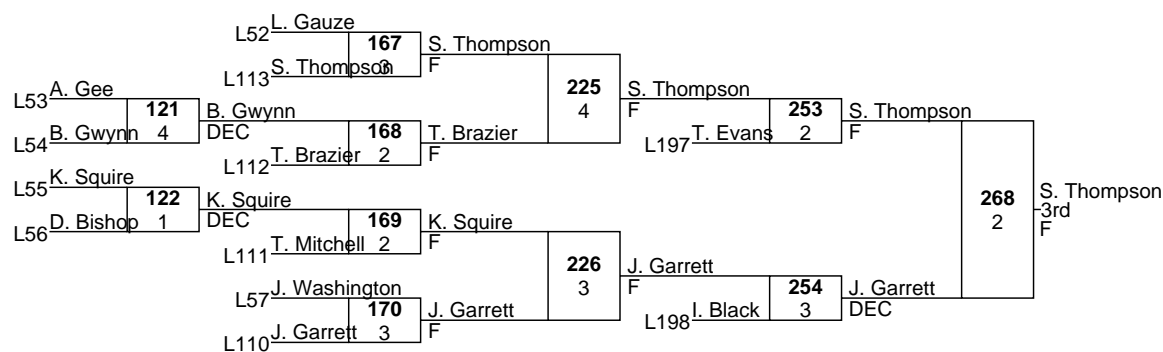 L52 L. Gauze
167
3
S. Thompson
F
L113 S. Thompson
L53 A. Gee
121
4
B. Gwynn
DEC
L54 B. Gwynn
168
2
T. Brazier
F
L112 T. Brazier
225
4
S. Thompson
F
L197 T. Evans
253
2
S. Thompson
F
L55 K. Squire
122
1
K. Squire
DEC
L56 D. Bishop
169
2
K. Squire
F
L111 T. Mitchell
226
3
J. Garrett
F
L57 J. Washington
170
3
J. Garrett
F
L110 J. Garrett
L198 I. Black
254
3
J. Garrett
DEC
268
2
S. Thompson
3rd
F